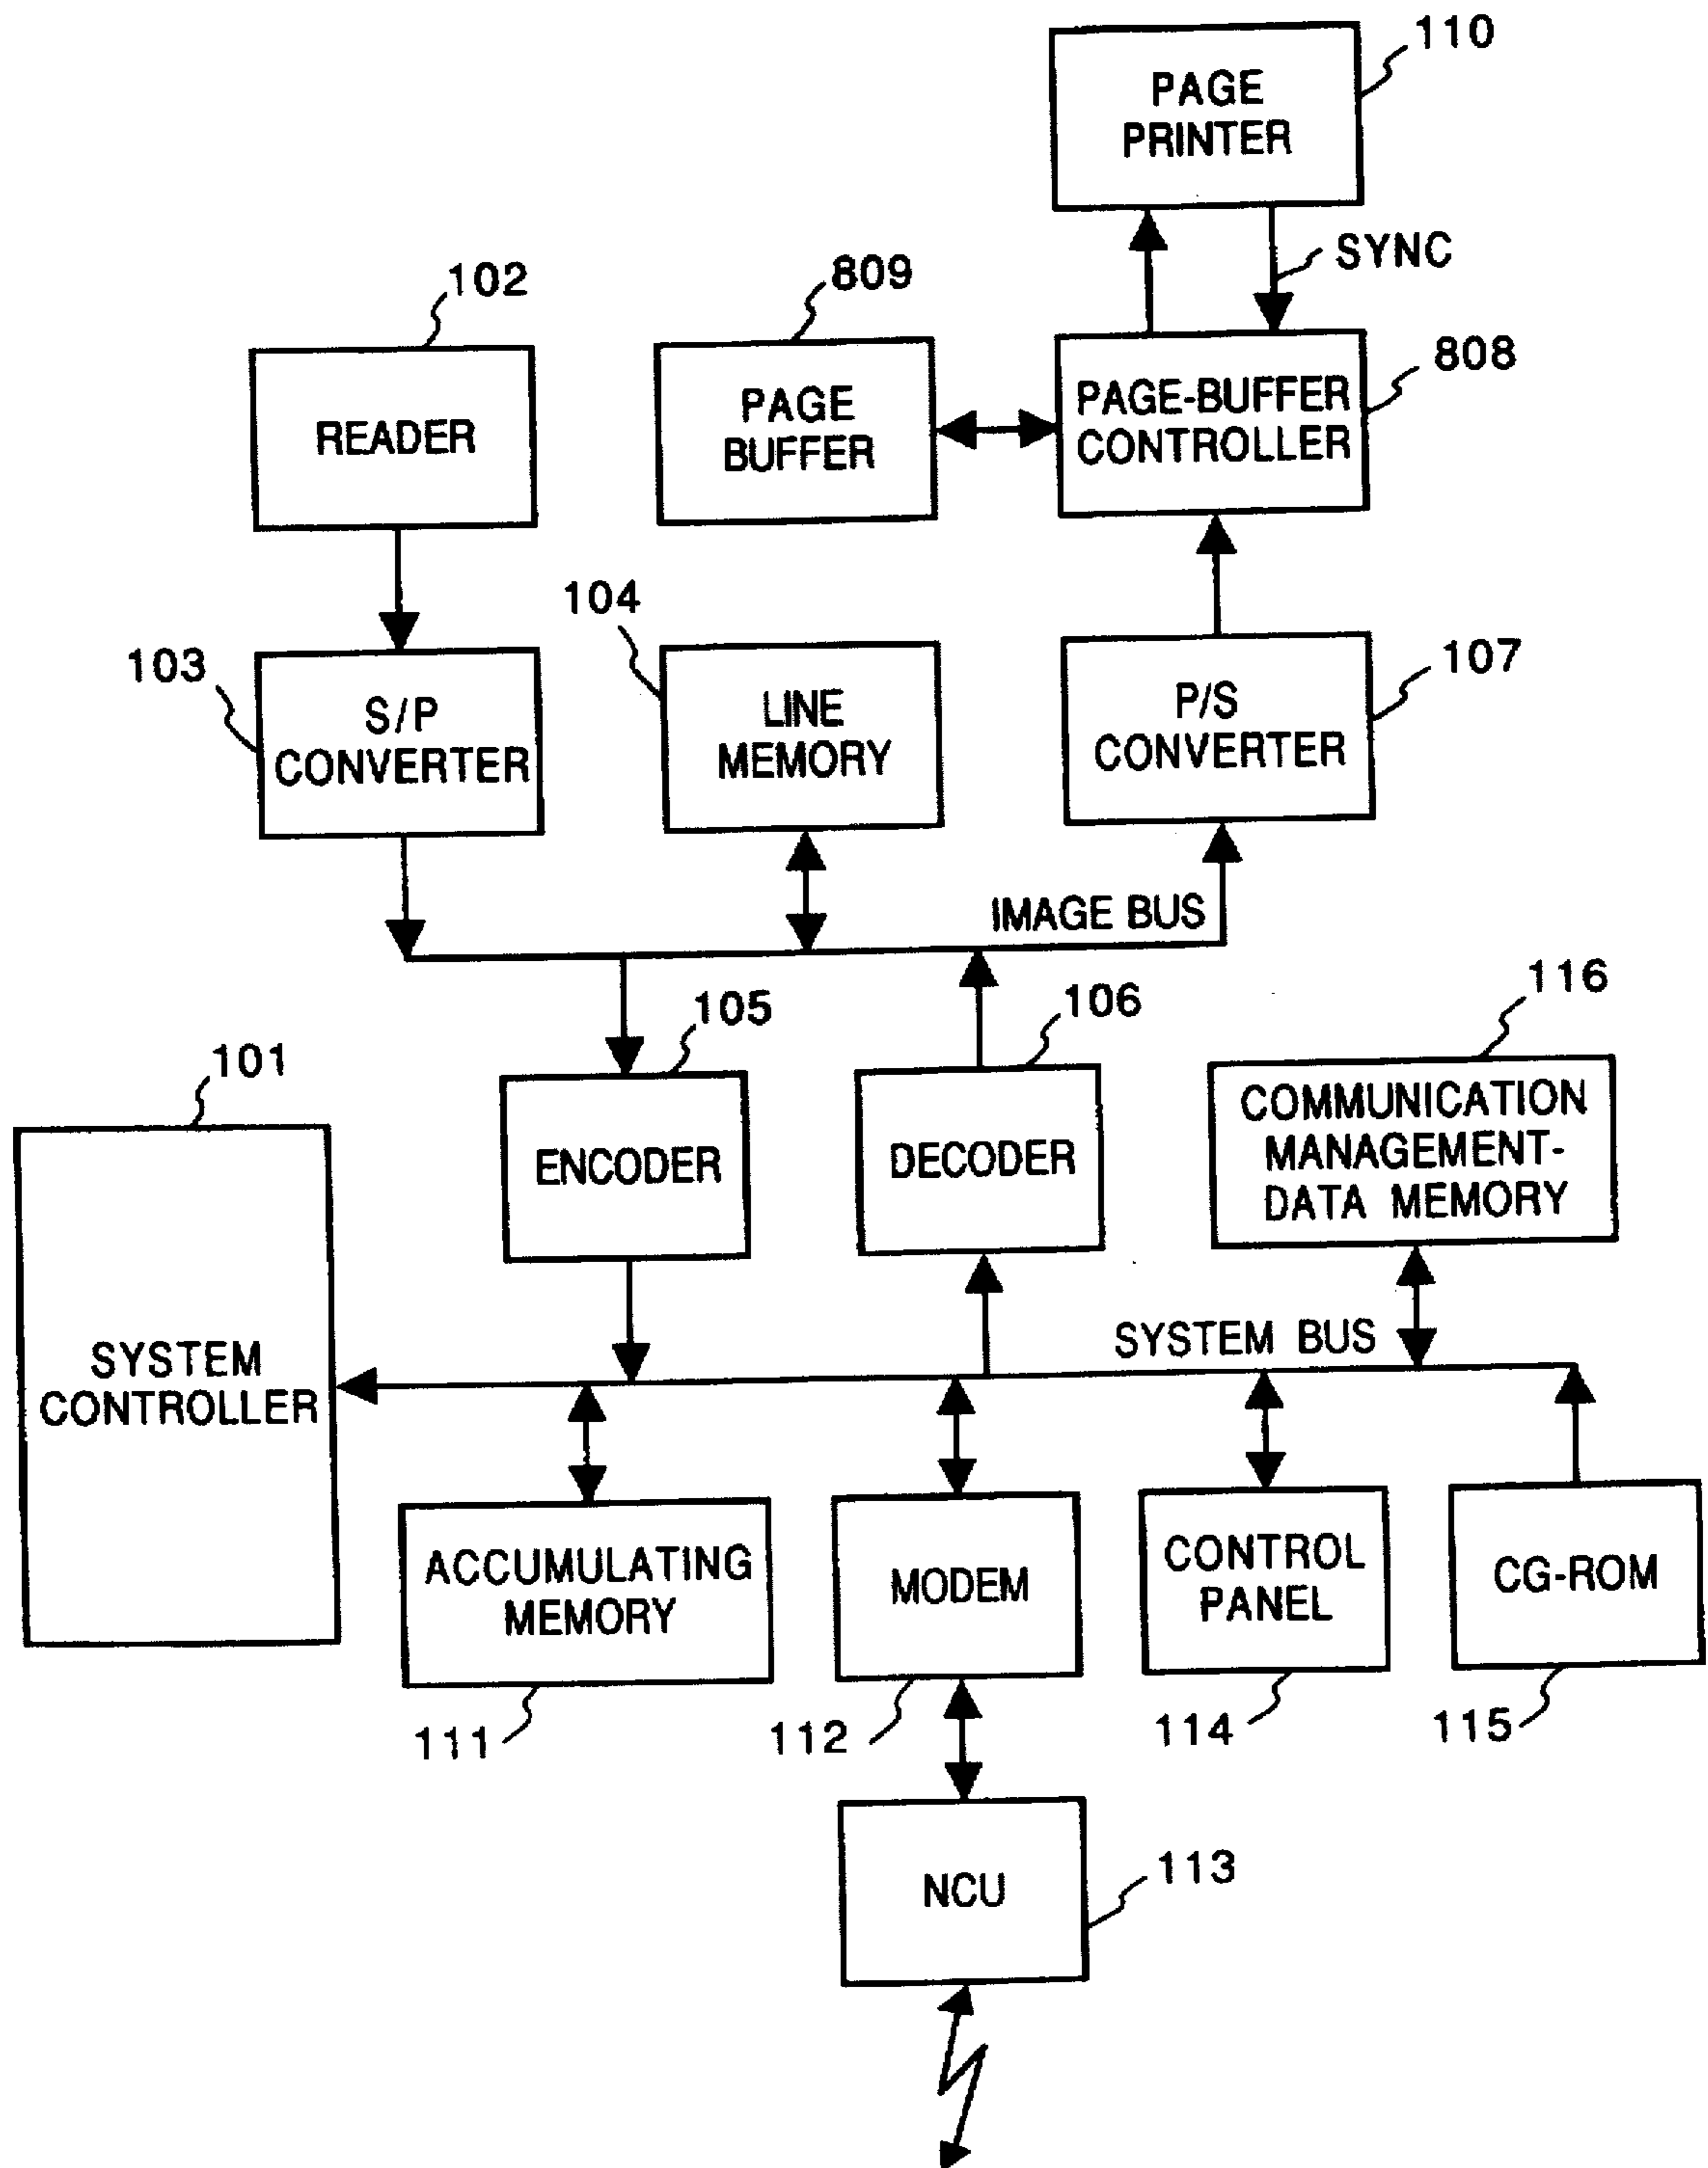 110
PAGE
PRINTER
SYNC
102
809
808
READER
PAGE
BUFFER
PAGE-BUFFER
CONTROLLER
104
103
107
S/P
CONVERTER
LINE
MEMORY
P/S
CONVERTER
IMAGE BUS
101
105
106
116
ENCODER
DECODER
COMMUNICATION
MANAGEMENT-
DATA MEMORY
SYSTEM BUS
SYSTEM
CONTROLLER
ACCUMULATING
MEMORY
MODEM
CONTROL
PANEL
CG-ROM
111
112
114
115
NCU
113